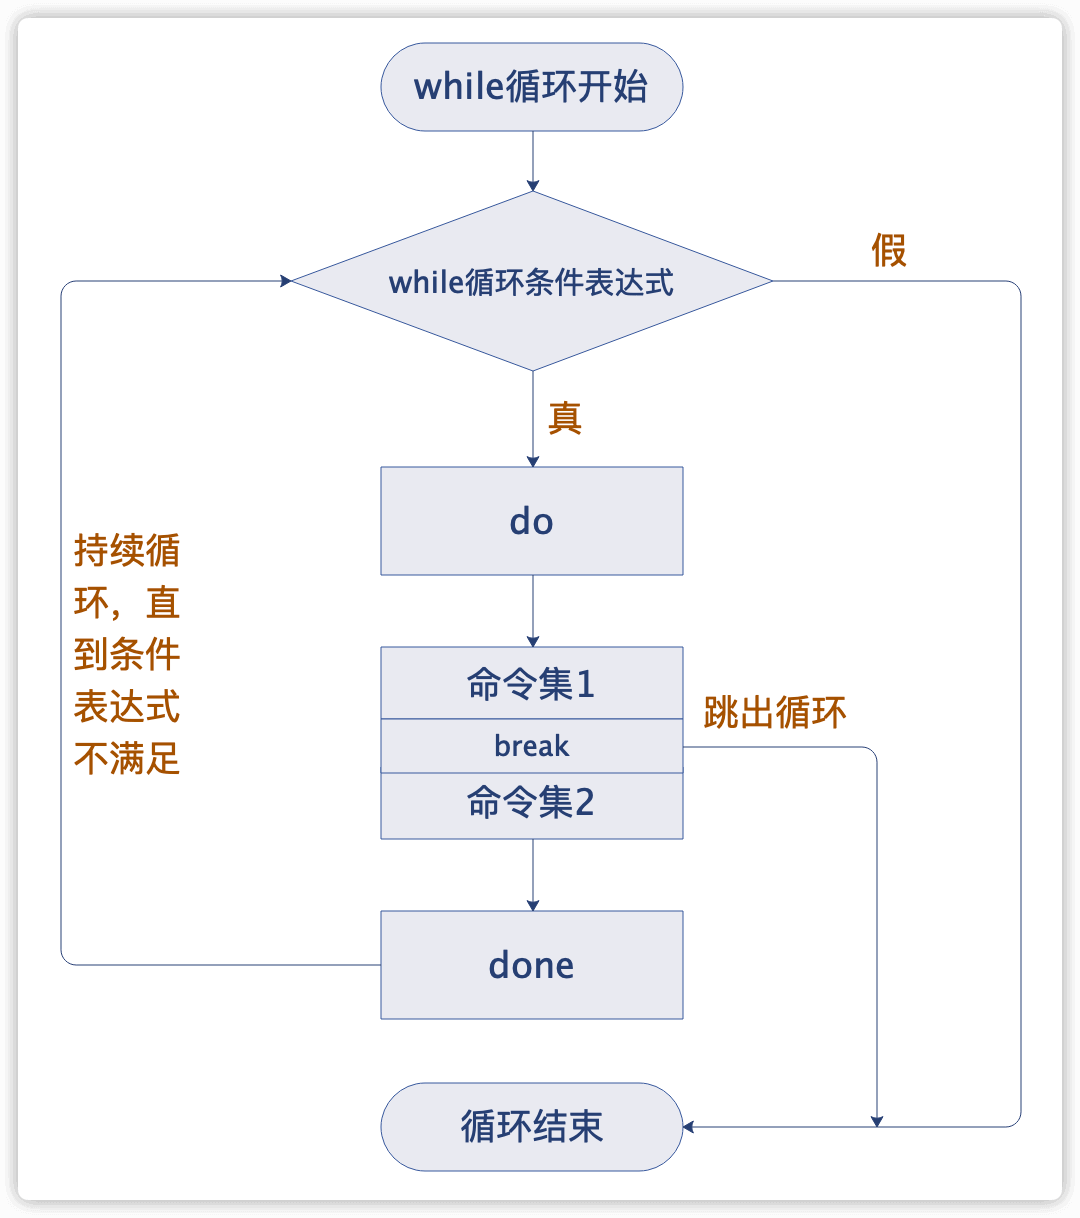 while循环开始
while循环条件表达式
假
真
do
持续循
环，直
到条件
表达式
不满足
命令集1
跳出循环
break
命令集2
done
循环结束